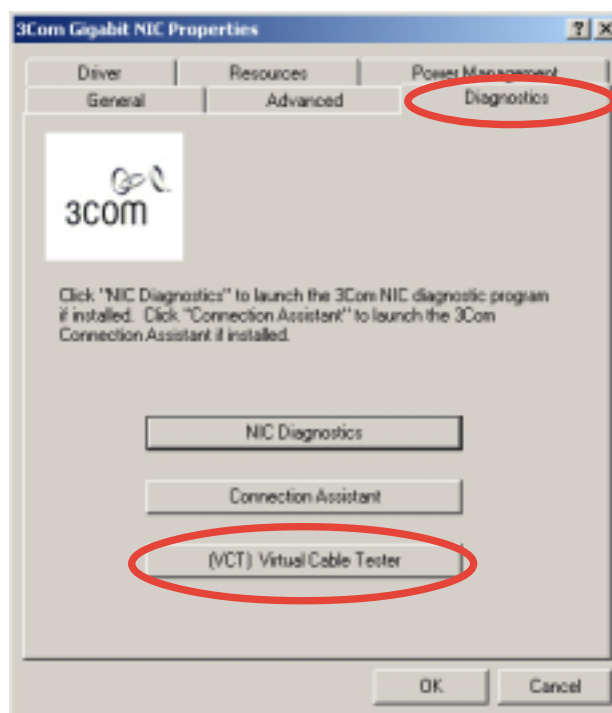 3Com Gigabit NIC Properties
Driver
Resources
Power Management
General
Advanced
Diagnostics
3COM
Click "NIC Diagnostics" to launch the 3Com NIC diagnostic program
if installed. Click "Connection Assistant" to launch the 3Com
Connection Assistant if installed.
NIC Diagnostics
Connection Assistant
(VCT) Virtual Cable Tester
OK
Cancel